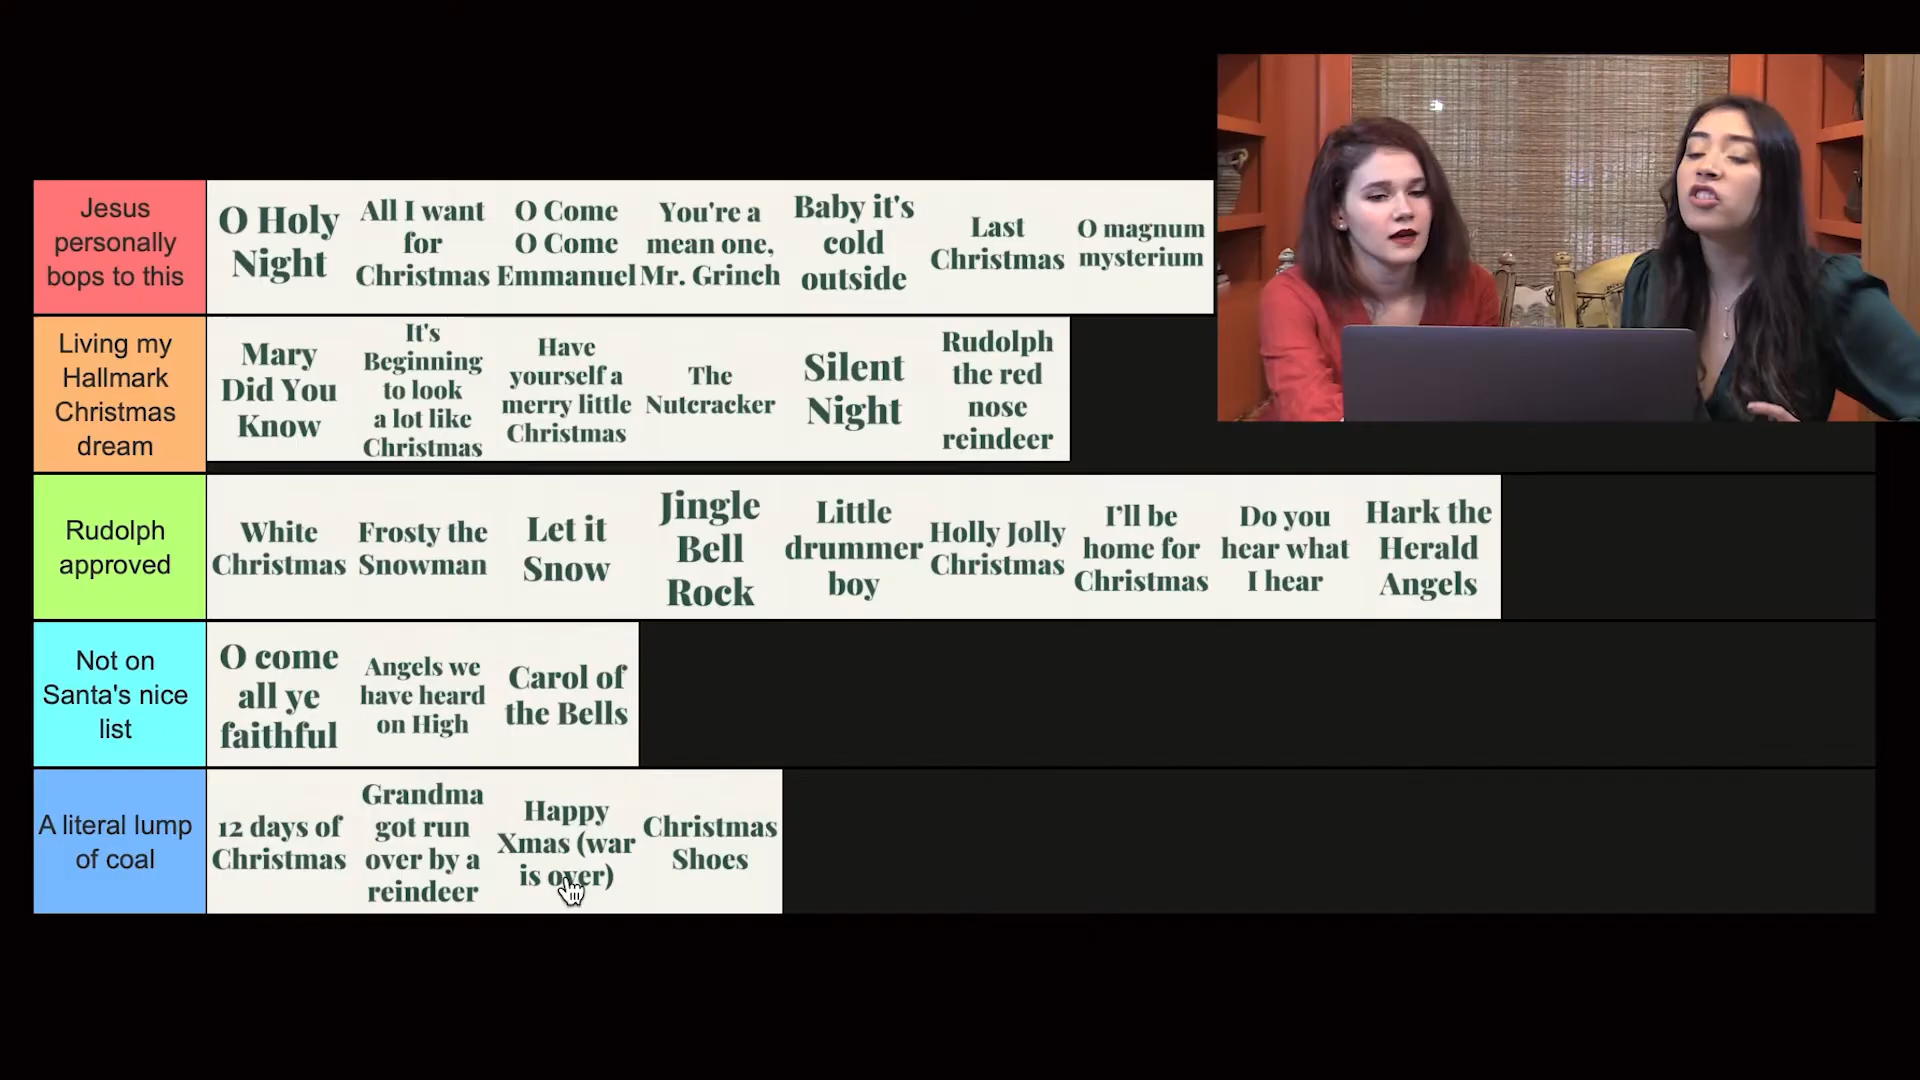 Jesus
personally
bops to this
O Holy
Night
All I want
for
Christmas
O Come
O Come
Emmanuel
You're a
mean one,
Mr. Grinch
Baby it's
cold
outside
Last
Christmas
O magnum
mysterium
Living my
Hallmark
Christmas
dream
Mary
Did You
Know
It's
Beginning
to look
a lot like
Christmas
Have
yourself a
merry little
Christmas
The
Nutcracker
Silent
Night
Rudolph
the red
nose
reindeer
Rudolph
approved
White
Christmas
Frosty the
Snowman
Let it
Snow
Jingle
Bell
Rock
Little
drummer
boy
Holly Jolly
Christmas
I'll be
home for
Christmas
Do you
hear what
I hear
Hark the
Herald
Angels
Not on
Santa's nice
list
O come
all ye
faithful
Angels we
have heard
on High
Carol of
the Bells
A literal lump
of coal
12 days of
Christmas
Grandma
got run
over by a
reindeer
Happy
Xmas (war
is over)
Christmas
Shoes